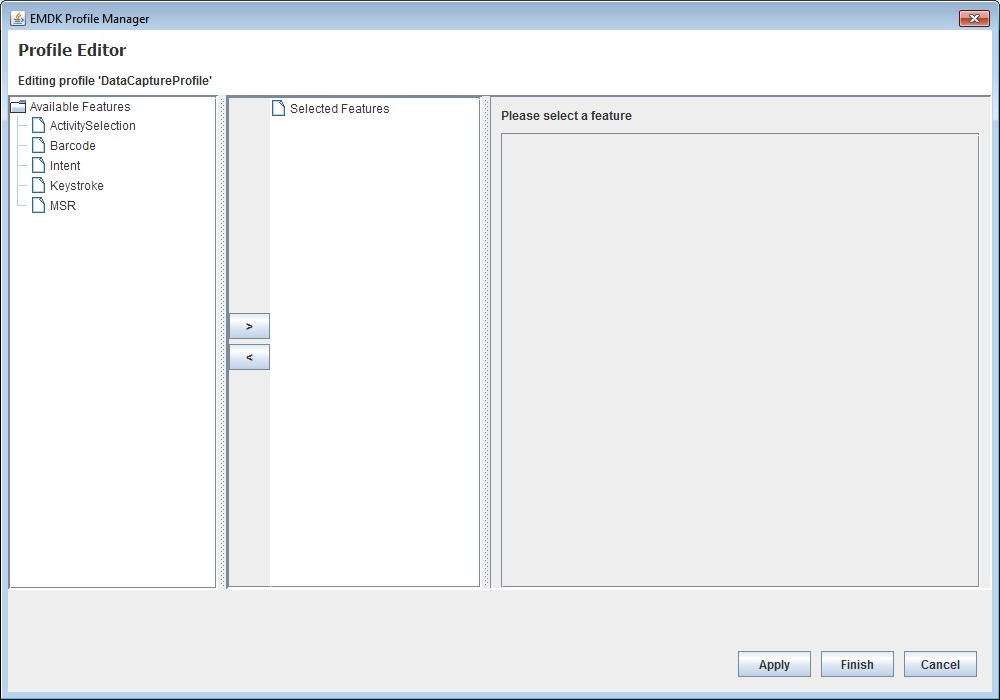 EMDK Profile Manager
Profile Editor
Editing profile 'DataCaptureProfile'
Available Features
ActivitySelection
Barcode
Intent
Keystroke
MSR
Selected Features
>
<
Please select a feature
Apply
Finish
Cancel